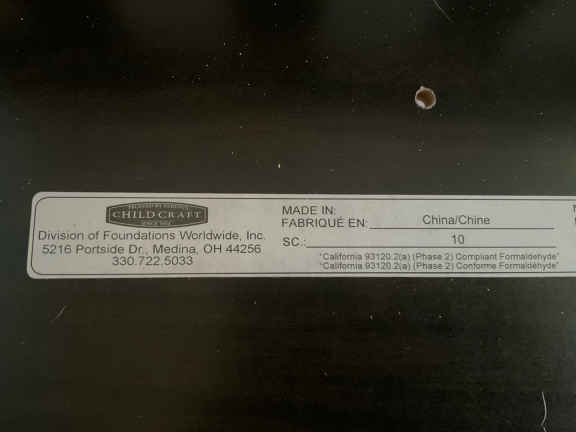 CHILD CRAFT
Division of Foundations Worldwide, Inc.
5216 Portside Dr., Medina, OH 44256
330.722.5033
MADE IN:
FABRIQUÉ EN: China/Chine
SC.: 10
"California 93120.2(a) (Phase 2) Compliant Formaldehyde"
"California 93120.2(a) (Phase 2) Conforme Formaldéhyde"